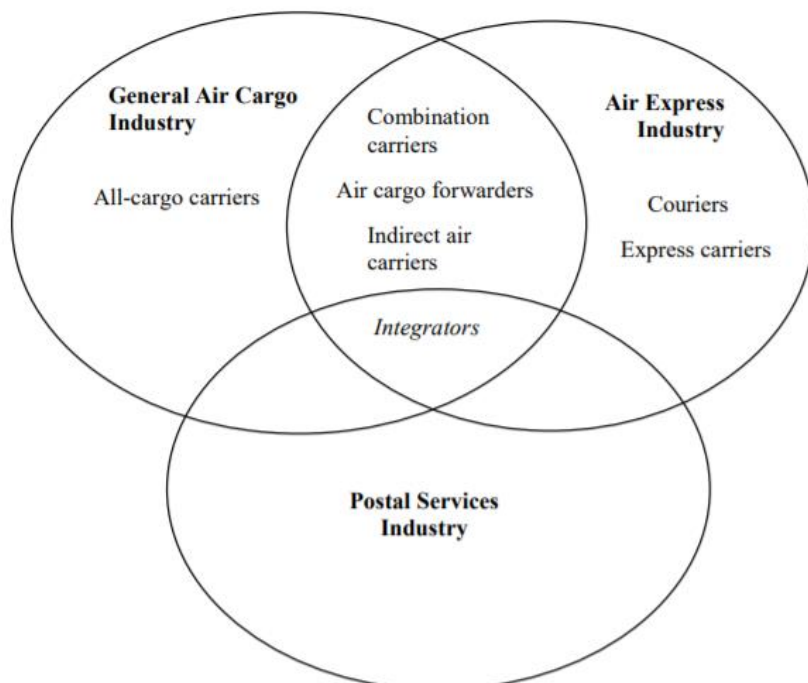 General Air Cargo
Industry
All-cargo carriers
Combination
carriers
Air cargo forwarders
Indirect air
carriers
Air Express
Industry
Couriers
Express carriers
Integrators
Postal Services
Industry